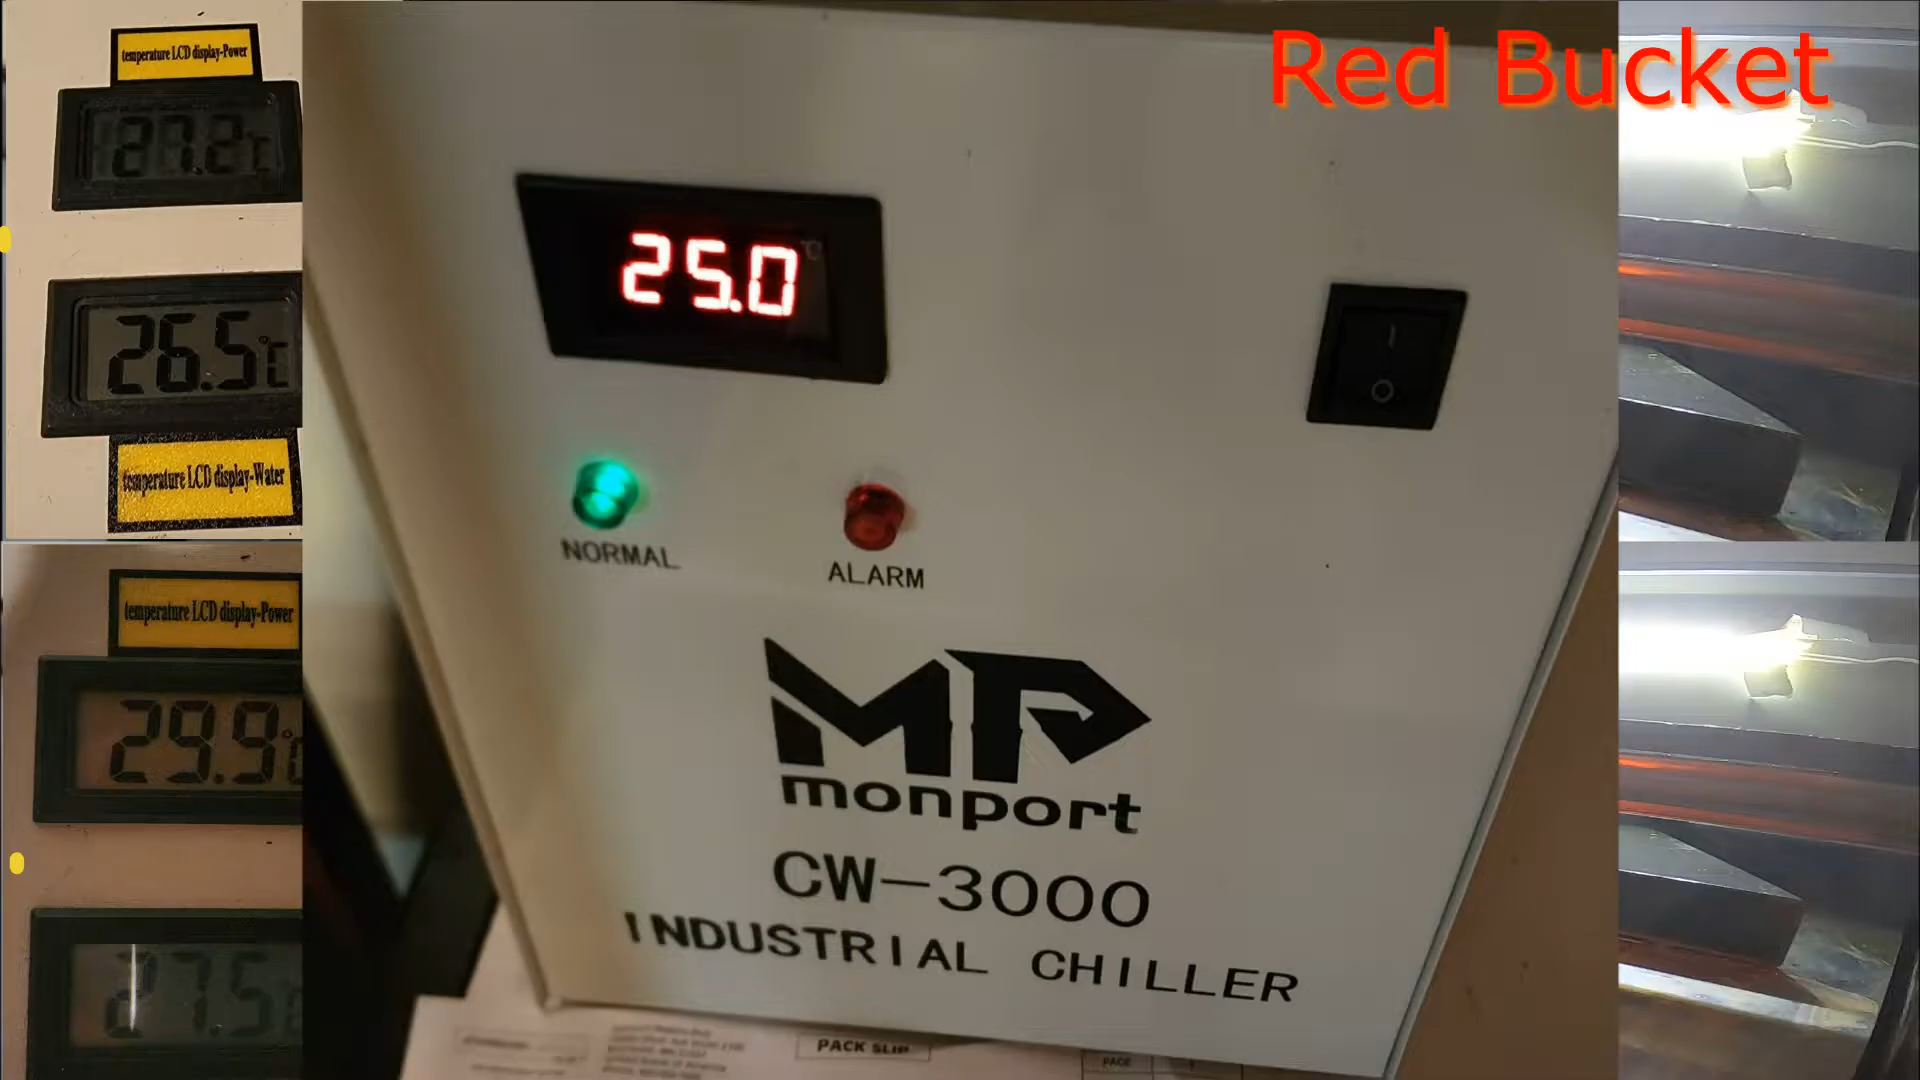 Red Bucket
temperature LCD display-Power
27.2°C
26.5°C
temperature LCD display-Water
temperature LCD display-Power
29.9°C
27.5
25.0 °C
NORMAL
ALARM
MP
monport
CW-3000
INDUSTRIAL CHILLER
PACK SLIP
PAGE